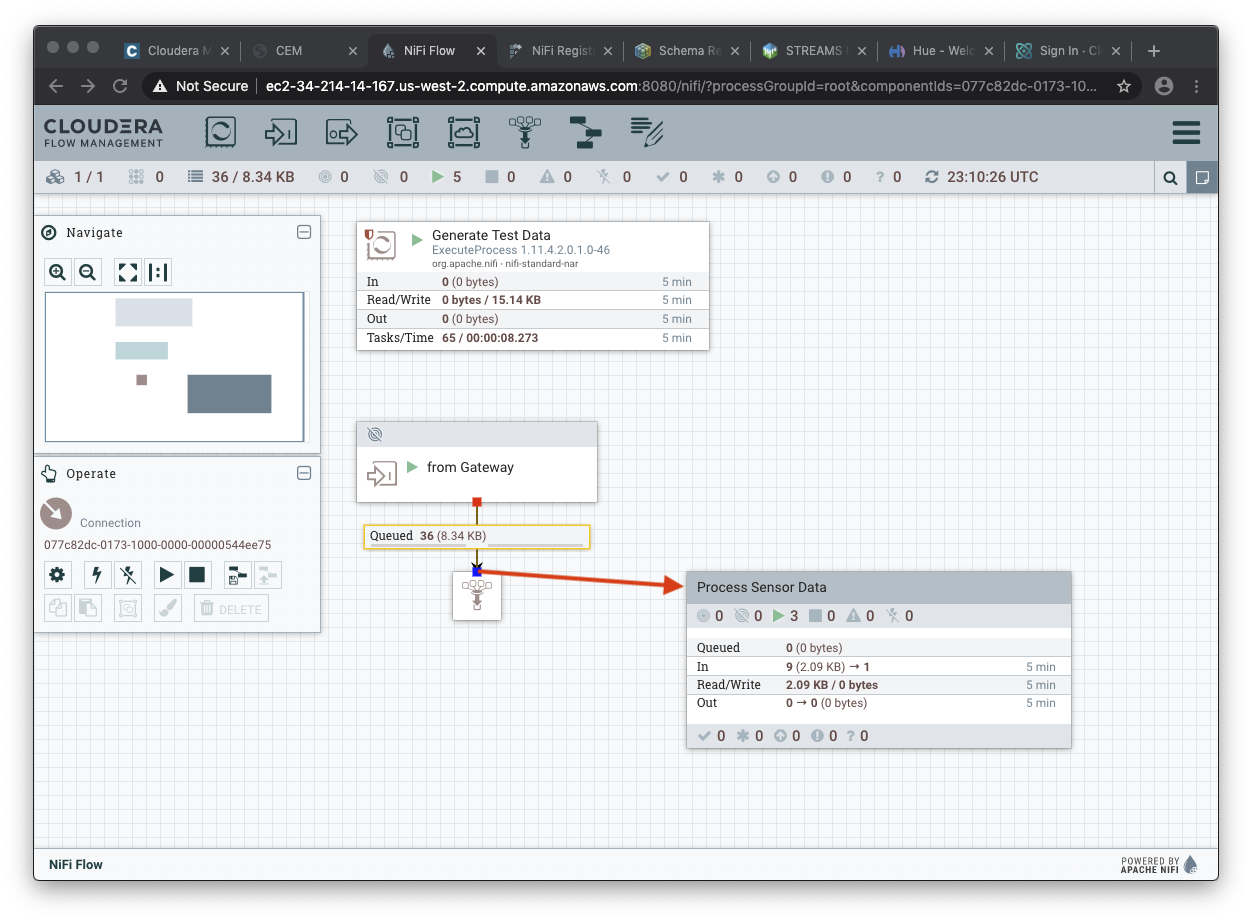 Cloudera M
CEM
NiFi Flow
NiFi Regist
Schema Re
STREAMS
Hue - Welc
Sign In · Cl
Not Secure
ec2-34-214-14-167.us-west-2.compute.amazonaws.com:8080/nifi/?processGroupId=root&componentIds=077c82dc-0173-10...
CLOUDERA
FLOW MANAGEMENT
1 / 1 0 36 / 8.34 KB 0 0 5 0 0 0 0 0 0 0 ? 0 23:10:26 UTC
Navigate
Generate Test Data
ExecuteProcess 1.11.4.2.0.1.0-46
org.apache.nifi - nifi-standard-nar
In 0 (0 bytes) 5 min
Read/Write 0 bytes / 15.14 KB 5 min
Out 0 (0 bytes) 5 min
Tasks/Time 65 / 00:00:08.273 5 min
Operate
Connection
077c82dc-0173-1000-0000-00000544ee75
DELETE
from Gateway
Queued 36 (8.34 KB)
Process Sensor Data
0 0 3 0 0 0
Queued 0 (0 bytes)
In 9 (2.09 KB) → 1 5 min
Read/Write 2.09 KB / 0 bytes 5 min
Out 0 → 0 (0 bytes) 5 min
0 0 0 0 ? 0
NiFi Flow
POWERED BY
APACHE NIFI